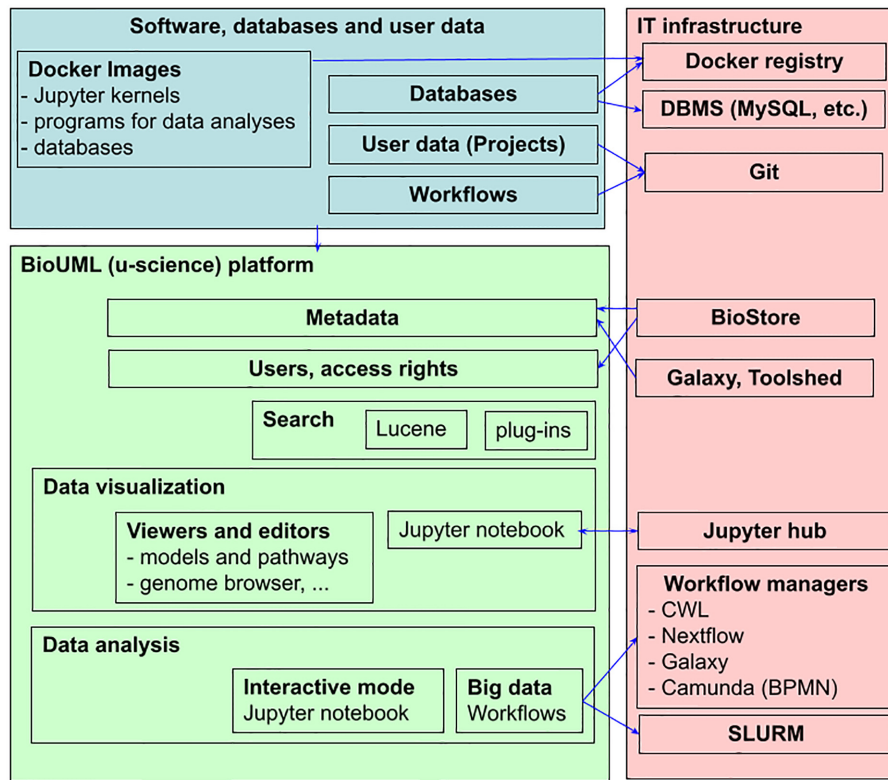 Software, databases and user data
Docker Images
- Jupyter kernels
- programs for data analyses
- databases
Databases
User data (Projects)
Workflows
BioUML (u-science) platform
Metadata
Users, access rights
Search
Lucene
plug-ins
Data visualization
Viewers and editors
- models and pathways
- genome browser, ...
Jupyter notebook
Data analysis
Interactive mode
Jupyter notebook
Big data
Workflows
IT infrastructure
Docker registry
DBMS (MySQL, etc.)
Git
BioStore
Galaxy, Toolshed
Jupyter hub
Workflow managers
- CWL
- Nextflow
- Galaxy
- Camunda (BPMN)
SLURM